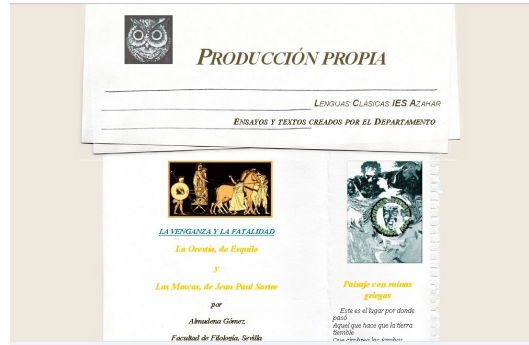 PRODUCCIÓN PROPIA
LENGUAS CLÁSICAS IES AZAHAR
ENSAYOS Y TEXTOS CREADOS POR EL DEPARTAMENTO
LA VENGANZA Y LA FATALIDAD
La Orestía, de Esquilo
y
Las Moscas, de Jean Paul Sartre
por
Almudena Gómez
Facultad de Filología. Sevilla
Paisaje con ruinas
griegas
Este es el lugar por donde
pasó
Aquel que hace que la tierra
tiemble